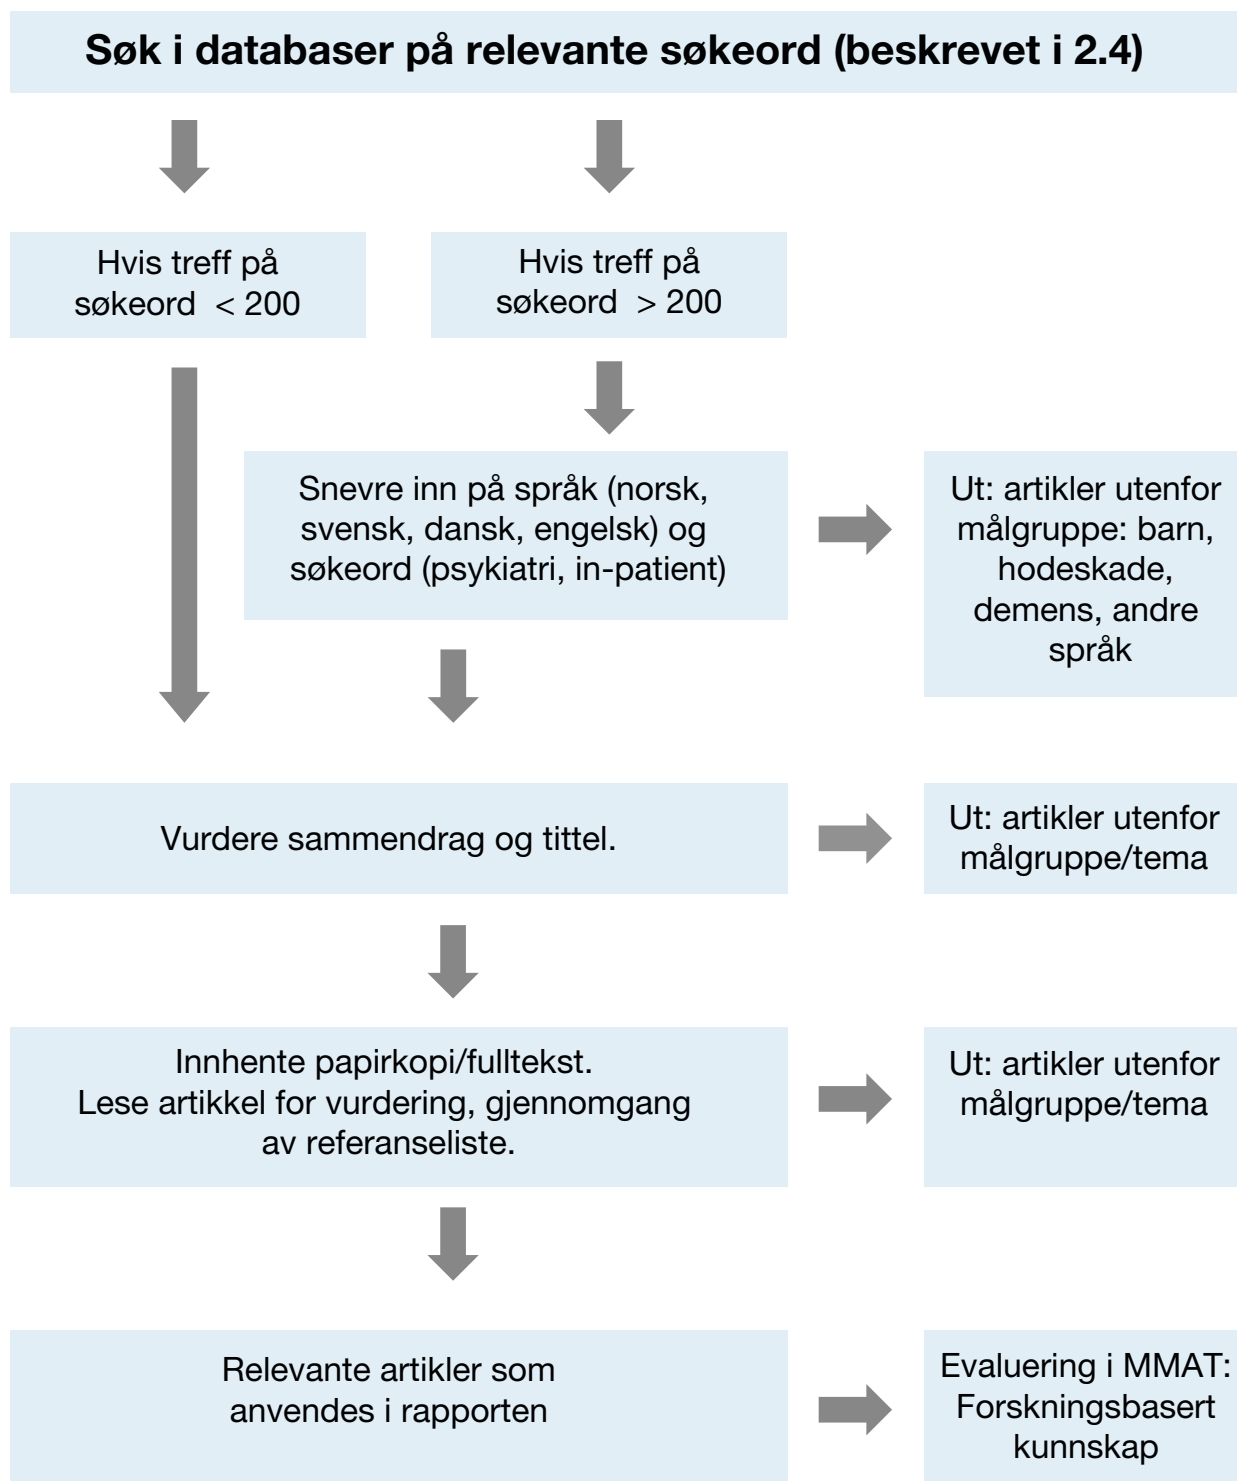 Søk i databaser på relevante søkeord (beskrevet i 2.4)
Hvis treff på
søkeord < 200
Hvis treff på
søkeord > 200
Snevre inn på språk (norsk,
svensk, dansk, engelsk) og
søkeord (psykiatri, in-patient)
Ut: artikler utenfor
målgruppe: barn,
hodeskade,
demens, andre
språk
Vurdere sammendrag og tittel.
Ut: artikler utenfor
målgruppe/tema
Innhente papirkopi/fulltekst.
Lese artikkel for vurdering, gjennomgang
av referanseliste.
Ut: artikler utenfor
målgruppe/tema
Relevante artikler som
anvendes i rapporten
Evaluering i MMAT:
Forskningsbasert
kunnskap